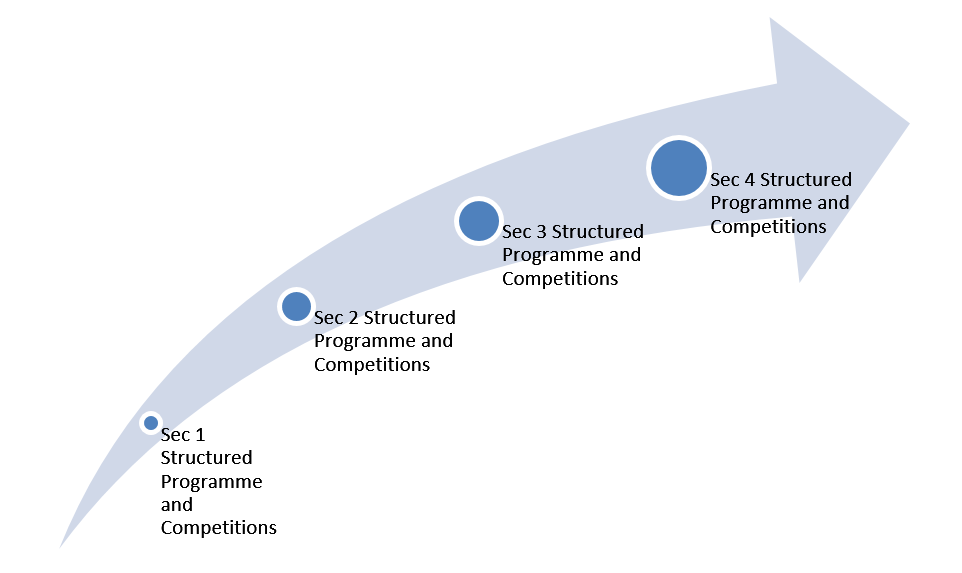 Sec 1
Structured
Programme
and
Competitions
Sec 2 Structured
Programme and
Competitions
Sec 3 Structured
Programme and
Competitions
Sec 4 Structured
Programme and
Competitions